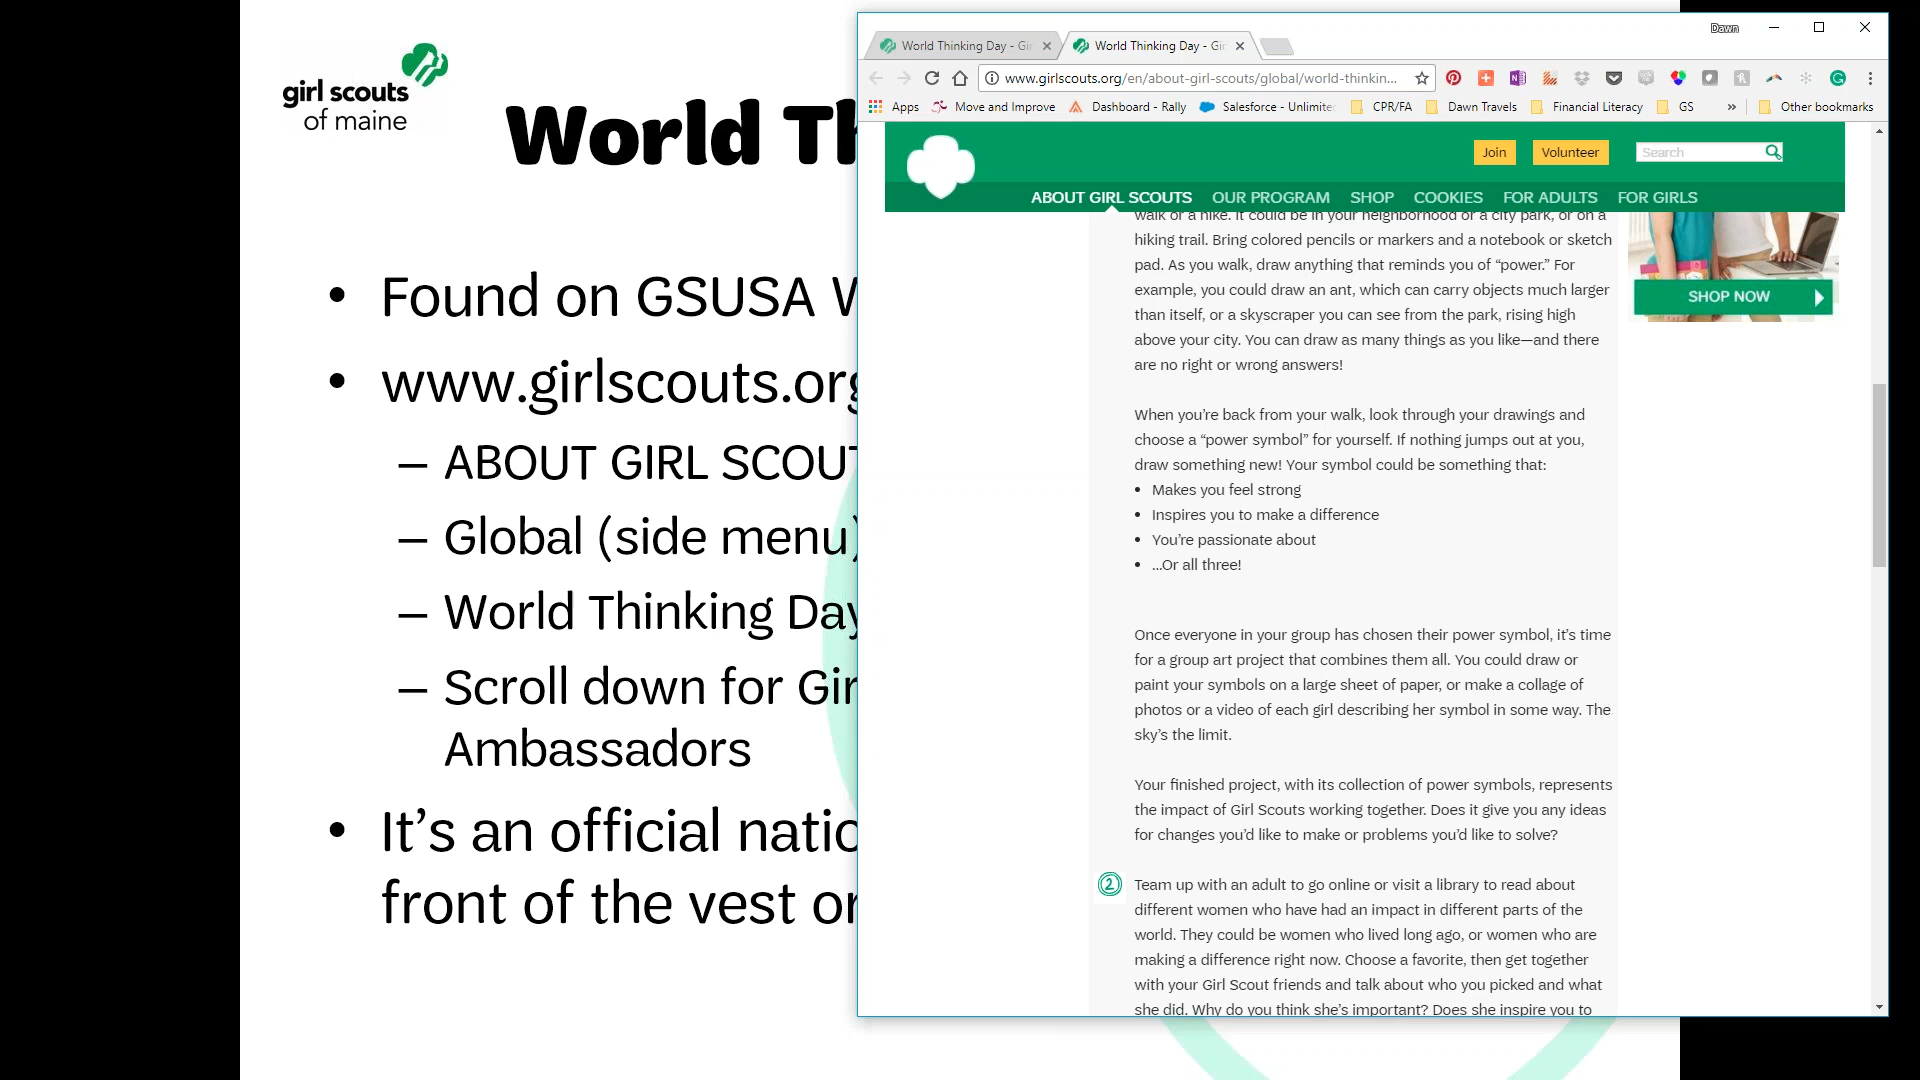 girl scouts
of maine
World Th
• Found on GSUSA W
• www.girlscouts.org
– ABOUT GIRL SCOUT
– Global (side menu)
– World Thinking Day
– Scroll down for Gir
Ambassadors
• It’s an official natio
front of the vest or
Dawn
World Thinking Day - Gir
World Thinking Day - Gir
www.girlscouts.org/en/about-girl-scouts/global/world-thinkin...
Apps Move and Improve Dashboard - Rally Salesforce - Unlimite CPR/FA Dawn Travels Financial Literacy GS » Other bookmarks
Join Volunteer Search
ABOUT GIRL SCOUTS OUR PROGRAM SHOP COOKIES FOR ADULTS FOR GIRLS
walk or a hike. It could be in your neighborhood or a city park, or on a
hiking trail. Bring colored pencils or markers and a notebook or sketch
pad. As you walk, draw anything that reminds you of “power.” For
example, you could draw an ant, which can carry objects much larger
than itself, or a skyscraper you can see from the park, rising high
above your city. You can draw as many things as you like—and there
are no right or wrong answers!
SHOP NOW
When you’re back from your walk, look through your drawings and
choose a “power symbol” for yourself. If nothing jumps out at you,
draw something new! Your symbol could be something that:
• Makes you feel strong
• Inspires you to make a difference
• You’re passionate about
• ...Or all three!
Once everyone in your group has chosen their power symbol, it’s time
for a group art project that combines them all. You could draw or
paint your symbols on a large sheet of paper, or make a collage of
photos or a video of each girl describing her symbol in some way. The
sky’s the limit.
Your finished project, with its collection of power symbols, represents
the impact of Girl Scouts working together. Does it give you any ideas
for changes you’d like to make or problems you’d like to solve?
2 Team up with an adult to go online or visit a library to read about
different women who have had an impact in different parts of the
world. They could be women who lived long ago, or women who are
making a difference right now. Choose a favorite, then get together
with your Girl Scout friends and talk about who you picked and what
she did. Why do you think she’s important? Does she inspire you to